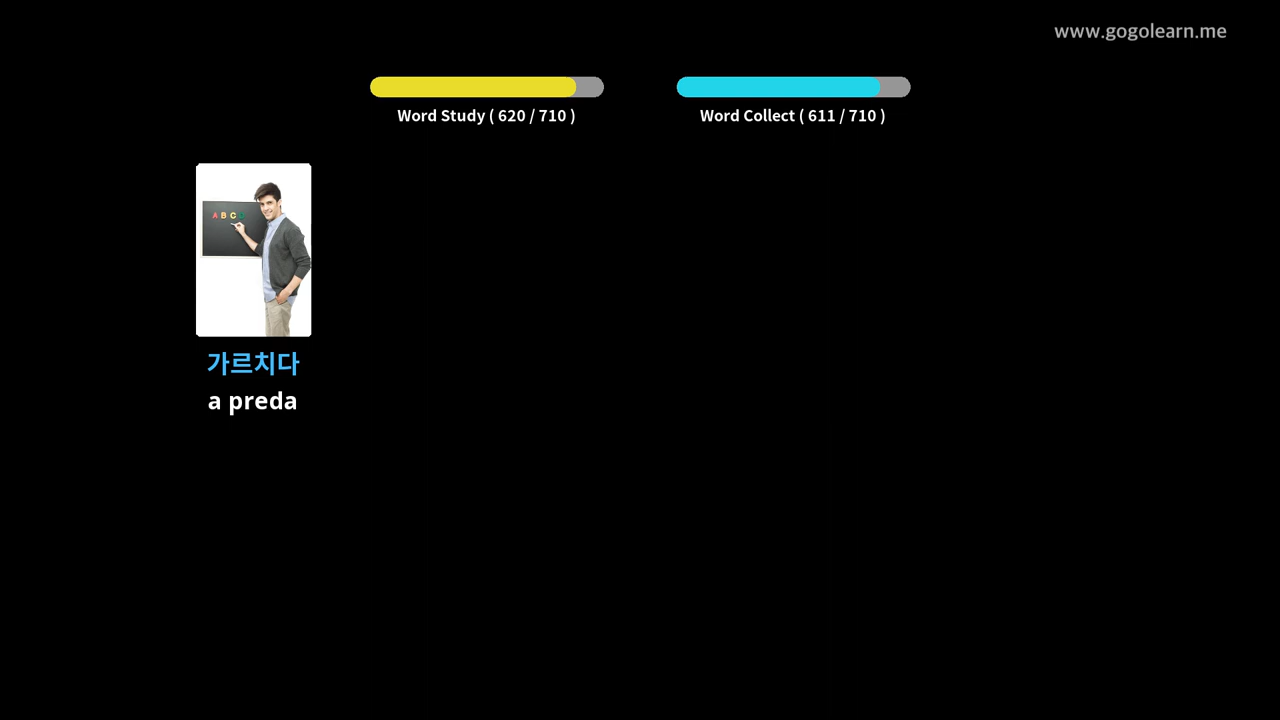 www.gogolearn.me
Word Study ( 620 / 710 )
Word Collect ( 611 / 710 )
A B C D
가르치다
a preda